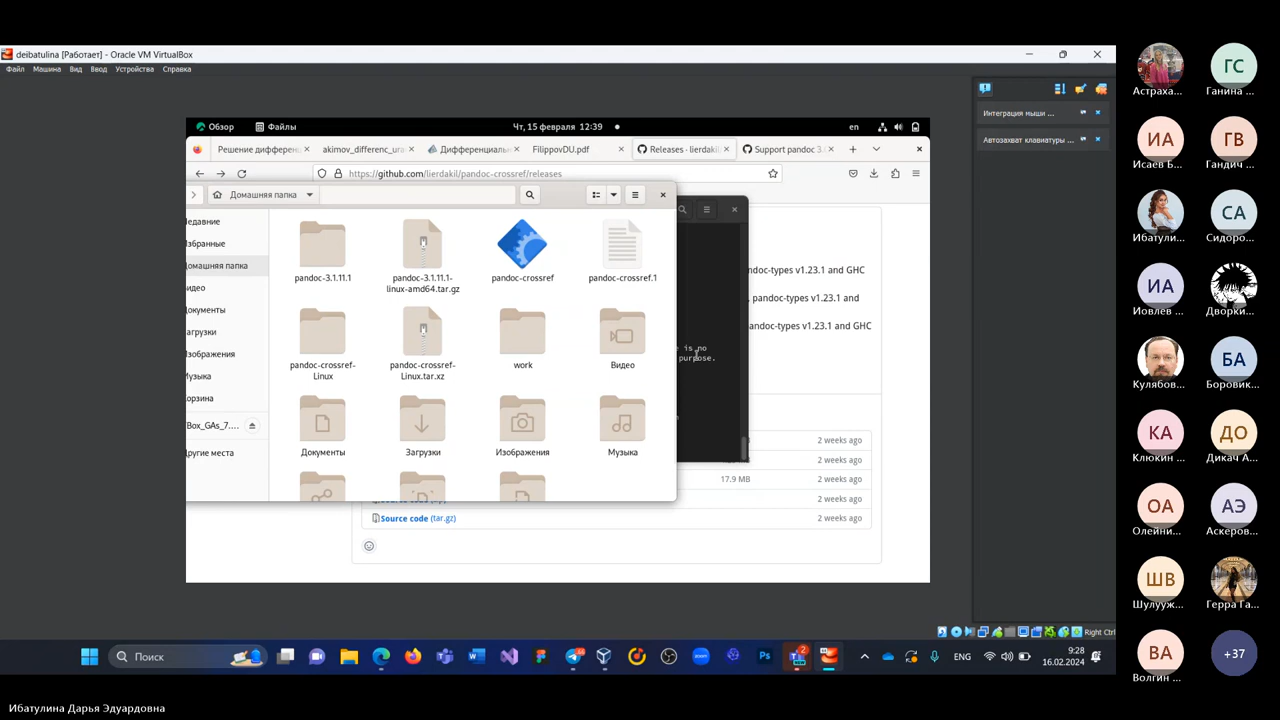 deibatulina [Работает] - Oracle VM VirtualBox
Файл Машина Вид Ввод Устройства Справка
Интеграция мыши ...
Автозахват клавиатуры ...
Обзор Файлы Чт, 15 февраля 12:39 en
Решение дифферен akimov_differenc_ura Дифференциаль FilippovDU.pdf Releases · lierdakil/ Support pandoc 3.
https://github.com/lierdakil/pandoc-crossref/releases
Домашняя папка
едавние
збранные
Домашняя папка
идео
окументы
агрузки
зображения
узыка
орзина
Box_GAs_7....
ругие места
pandoc-3.1.11.1
pandoc-3.1.11.1-
linux-amd64.tar.gz
pandoc-crossref
pandoc-crossref.1
pandoc-crossref-
Linux
pandoc-crossref-
Linux.tar.xz
work
Видео
Документы
Загрузки
Изображения
Музыка
ndoc-types v1.23.1 and GHC
pandoc-types v1.23.1 and
andoc-types v1.23.1 and GHC
e is no
purpose.
2 weeks ago
2 weeks ago
17.9 MB 2 weeks ago
2 weeks ago
Source code (tar.gz) 2 weeks ago
Right Ctrl
Поиск
ENG
9:28
16.02.2024
Ибатулина Дарья Эдуардовна
Астраха...
ГС
Ганина ...
ИА
Исаев Б...
ГВ
Гандич ...
Ибатули...
СА
Сидоро...
ИА
Иовлев ...
Дворки...
Кулябов...
БА
Боровик...
КА
Клюкин ...
ДО
Дикач А...
ОА
Олейни...
АЭ
Аскеров...
ШВ
Шулууж...
Герра Га...
ВА
Волгин ...
+37